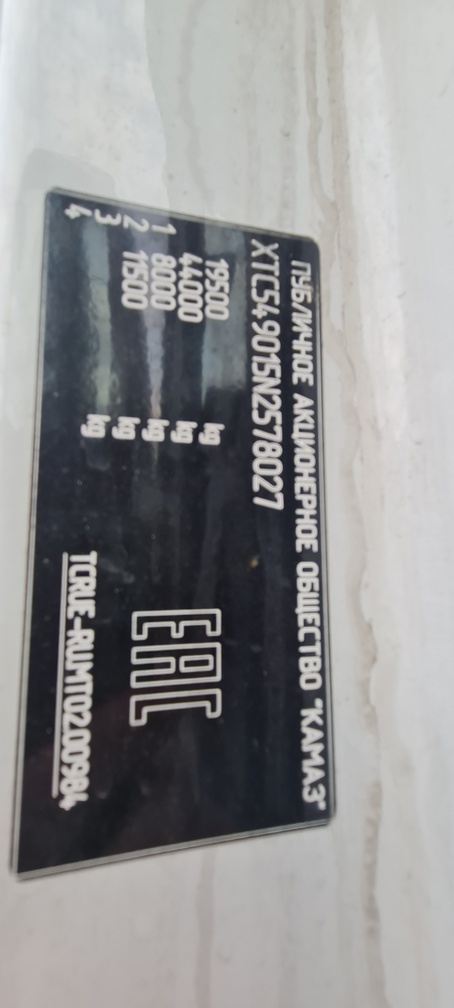 ПУБЛИЧНОЕ АКЦИОНЕРНОЕ ОБЩЕСТВО "КАМАЗ"
XTC549015N2578027
19500 kg
44000 kg
1 8000 kg
2 11500 kg
3 kg
4
EAC
TCRUE-RUMT02.00984